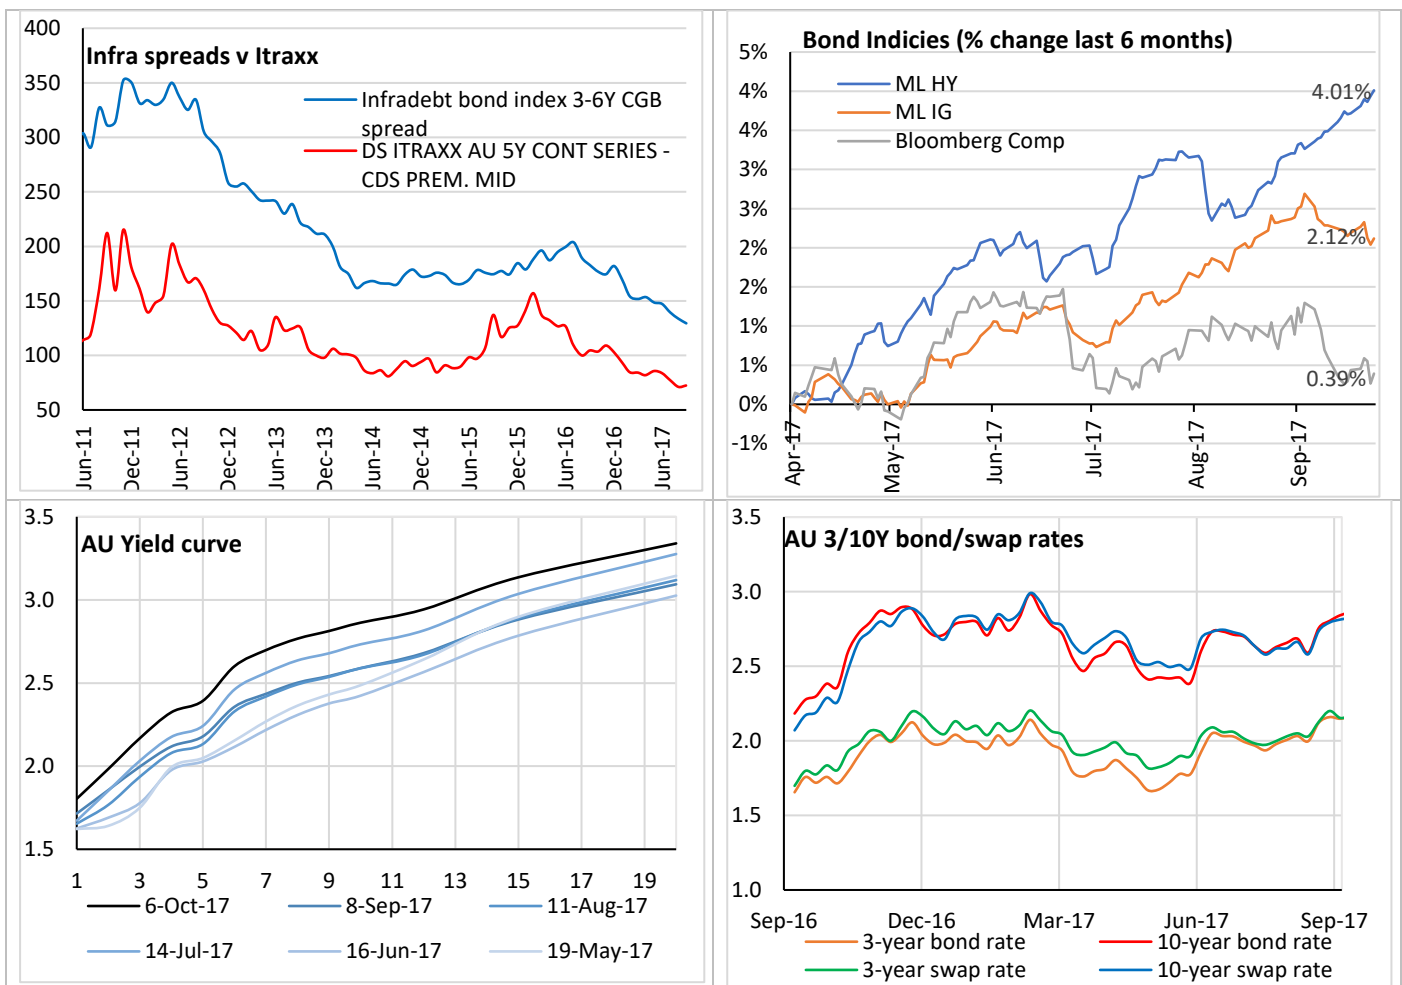 Infra spreads v Itraxx
400
350
300
250
200
150
100
50
Infradebt bond index 3-6Y CGB
spread
DS ITRAXX AU 5Y CONT SERIES -
CDS PREM. MID
Jun-11
Dec-11
Jun-12
Dec-12
Jun-13
Dec-13
Jun-14
Dec-14
Jun-15
Dec-15
Jun-16
Dec-16
Jun-17
Bond Indicies (% change last 6 months)
5%
4%
4%
3%
3%
2%
2%
1%
1%
0%
-1%
ML HY
ML IG
Bloomberg Comp
4.01%
2.12%
0.39%
Apr-17
May-17
Jun-17
Jul-17
Aug-17
Sep-17
AU Yield curve
3.5
3.0
2.5
2.0
1.5
1 3 5 7 9 11 13 15 17 19
6-Oct-17 8-Sep-17 11-Aug-17
14-Jul-17 16-Jun-17 19-May-17
AU 3/10Y bond/swap rates
3.5
3.0
2.5
2.0
1.5
1.0
Sep-16 Dec-16 Mar-17 Jun-17 Sep-17
3-year bond rate 10-year bond rate
3-year swap rate 10-year swap rate